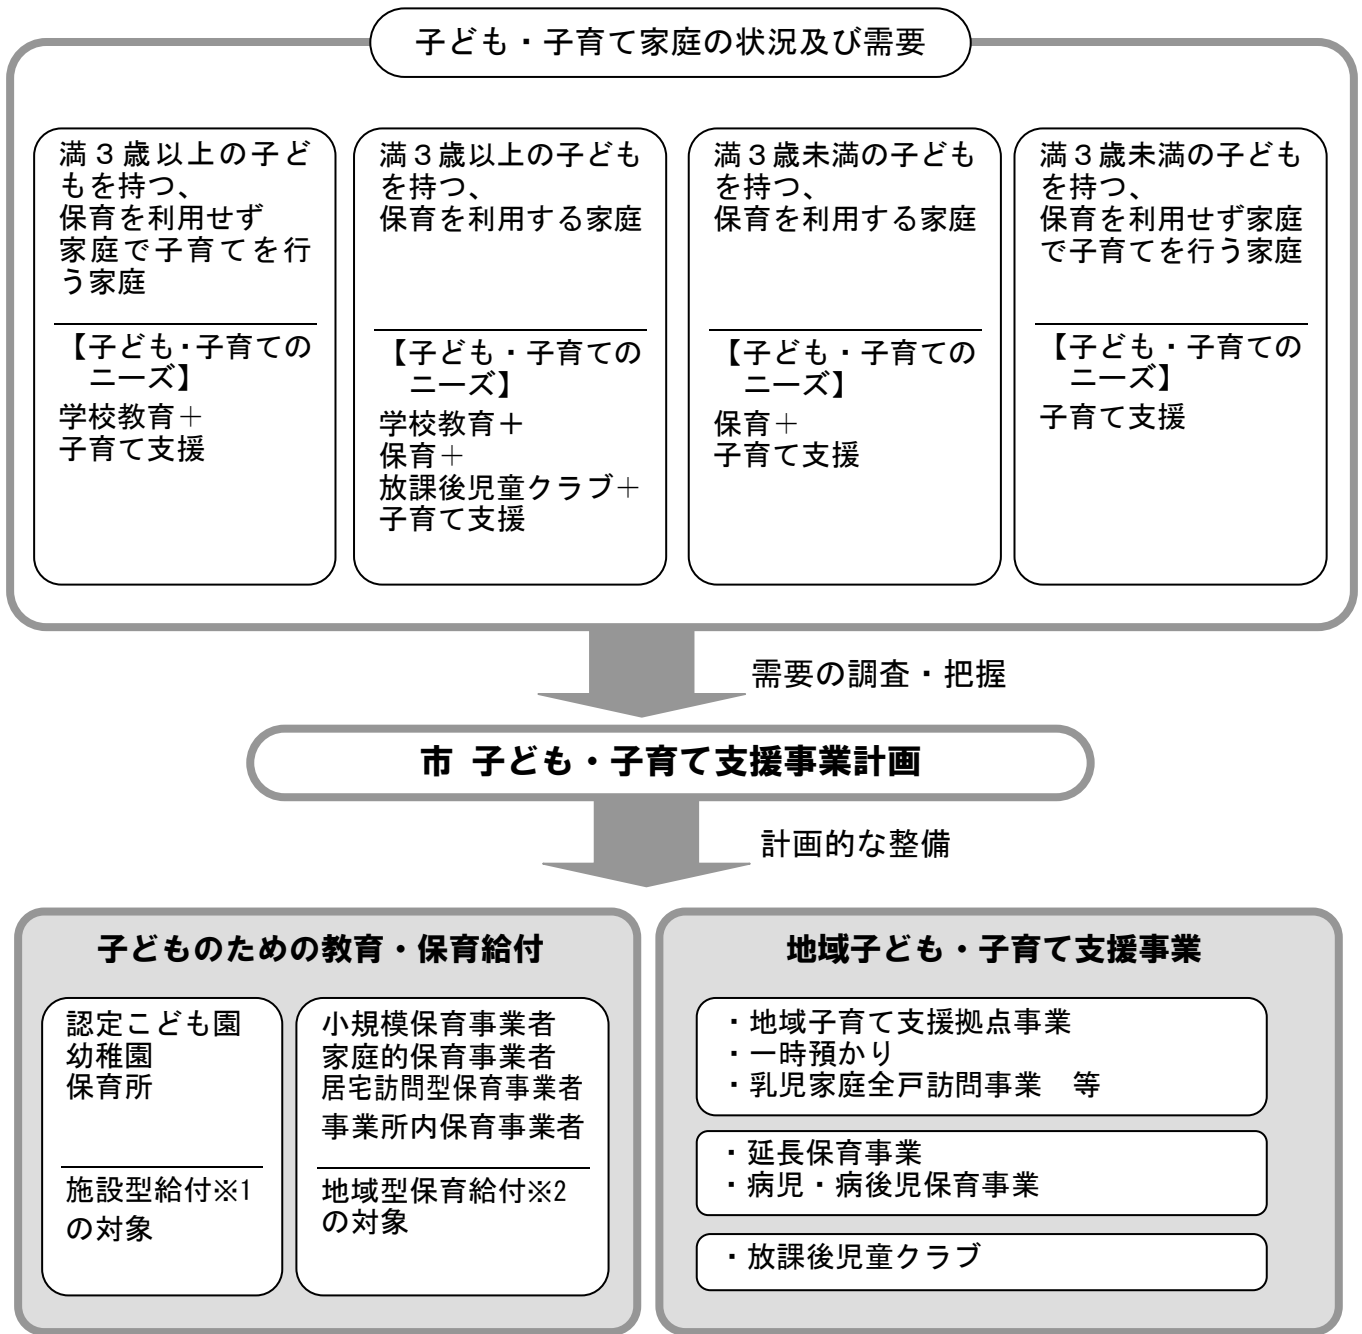 子ども・子育て家庭の状況及び需要
満３歳以上の子ど
もを持つ、
保育を利用せず
家庭で子育てを行
う家庭
【子ども・子育ての
ニーズ】
学校教育＋
子育て支援
満３歳以上の子ども
を持つ、
保育を利用する家庭
【子ども・子育ての
ニーズ】
学校教育＋
保育＋
放課後児童クラブ＋
子育て支援
満３歳未満の子ども
を持つ、
保育を利用する家庭
【子ども・子育ての
ニーズ】
保育＋
子育て支援
満３歳未満の子ども
を持つ、
保育を利用せず家庭
で子育てを行う家庭
【子ども・子育ての
ニーズ】
子育て支援
需要の調査・把握
市 子ども・子育て支援事業計画
計画的な整備
子どものための教育・保育給付
認定こども園
幼稚園
保育所
施設型給付※1
の対象
小規模保育事業者
家庭的保育事業者
居宅訪問型保育事業者
事業所内保育事業者
地域型保育給付※2
の対象
地域子ども・子育て支援事業
・地域子育て支援拠点事業
・一時預かり
・乳児家庭全戸訪問事業　等
・延長保育事業
・病児・病後児保育事業
・放課後児童クラブ